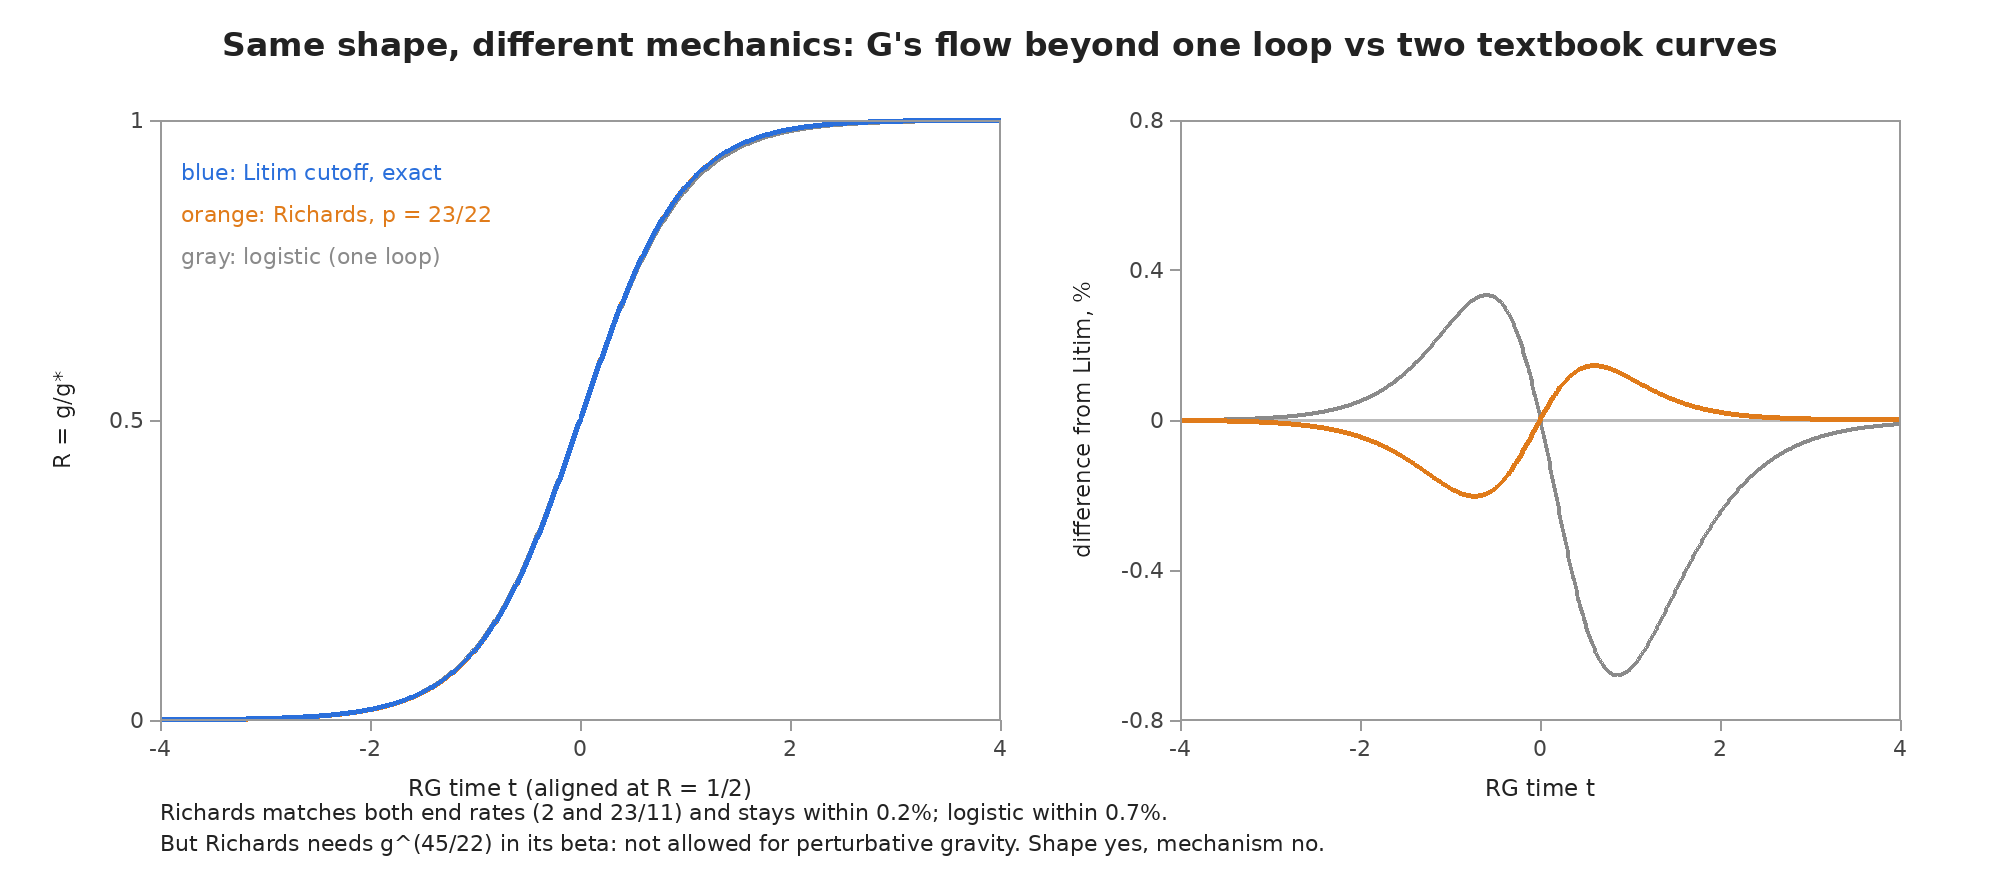 Same shape, different mechanics: G's flow beyond one loop vs two textbook curves
1
0.5
0
R = g/g*
blue: Litim cutoff, exact
orange: Richards, p = 23/22
gray: logistic (one loop)
-4
-2
0
2
4
RG time t (aligned at R = 1/2)
0.8
0.4
0
-0.4
-0.8
difference from Litim, %
-4
-2
0
2
4
RG time t
Richards matches both end rates (2 and 23/11) and stays within 0.2%; logistic within 0.7%.
But Richards needs g^(45/22) in its beta: not allowed for perturbative gravity. Shape yes, mechanism no.